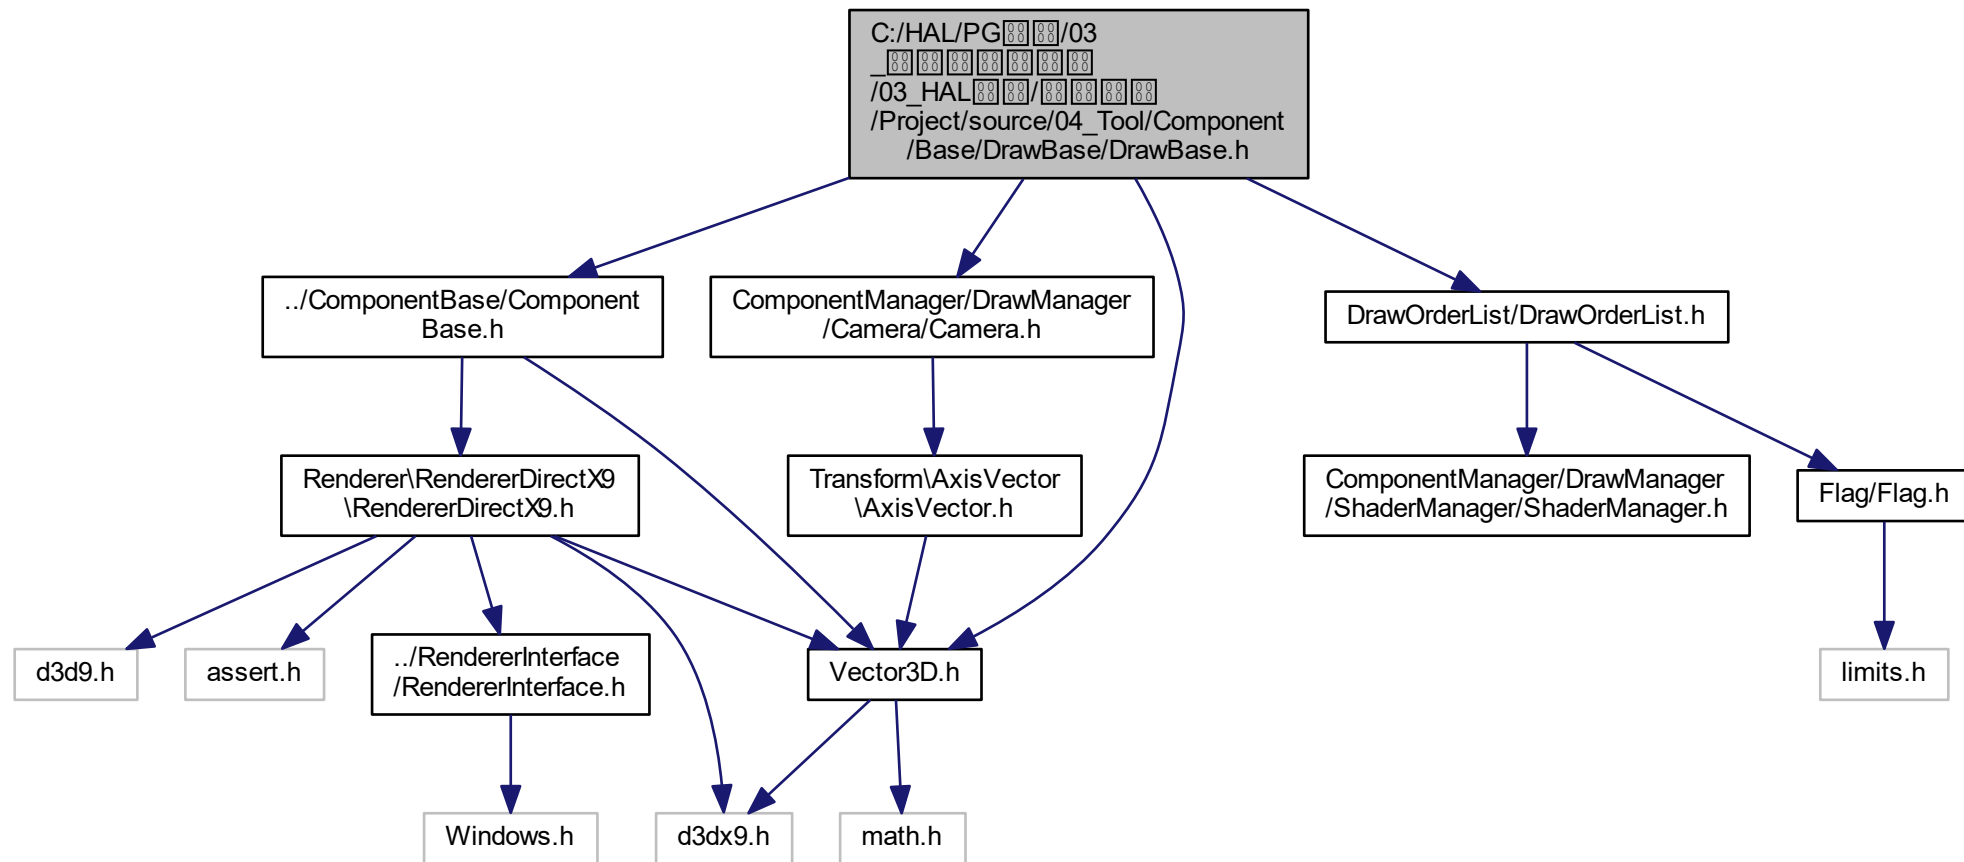 C:/HAL/PG/03
_
/03_HAL/
/Project/source/04_Tool/Component
/Base/DrawBase/DrawBase.h
../ComponentBase/Component
Base.h
ComponentManager/DrawManager
/Camera/Camera.h
DrawOrderList/DrawOrderList.h
Renderer\RendererDirectX9
\RendererDirectX9.h
Transform\AxisVector
\AxisVector.h
ComponentManager/DrawManager
/ShaderManager/ShaderManager.h
Flag/Flag.h
d3d9.h
assert.h
../RendererInterface
/RendererInterface.h
Vector3D.h
limits.h
Windows.h
d3dx9.h
math.h